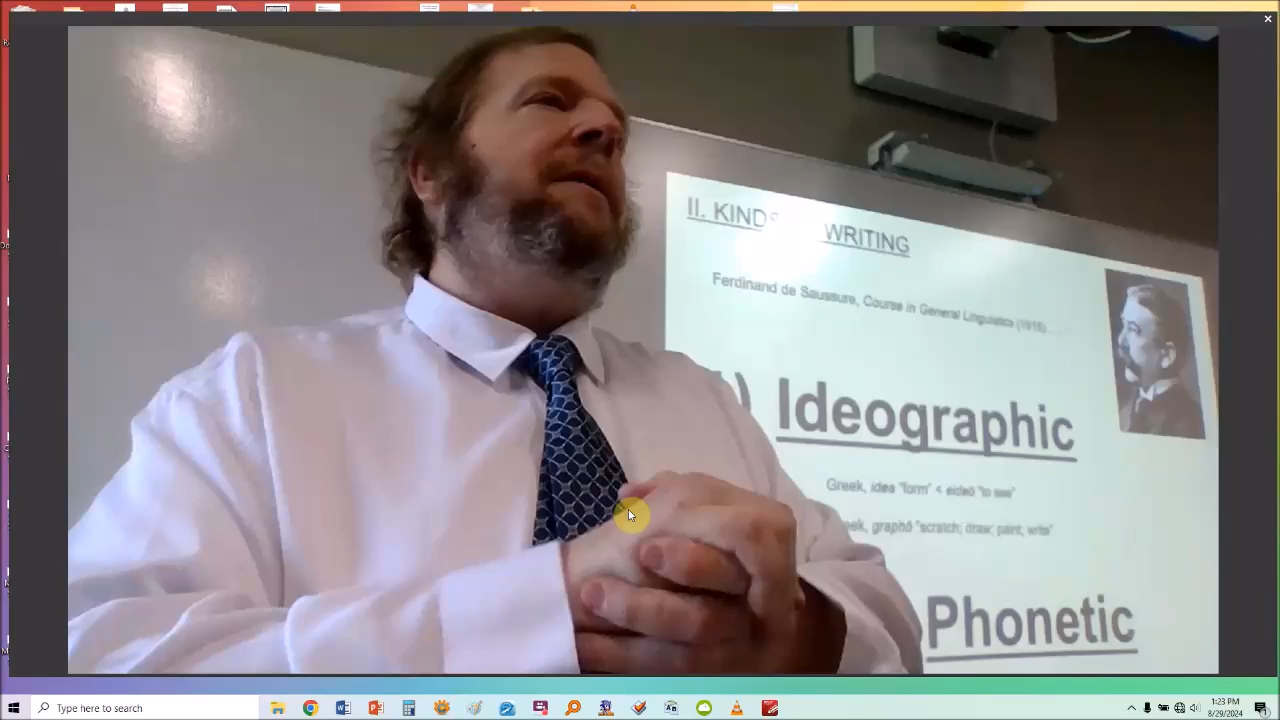 II. KINDS WRITING
Ferdinand de Saussure, Course in General Linguistics (1916)
) Ideographic
Greek, idea "form" < eidō "to see"
graphō "scratch; draw: paint, write"
Phonetic
Type here to search
1:23 PM
8/29/2024